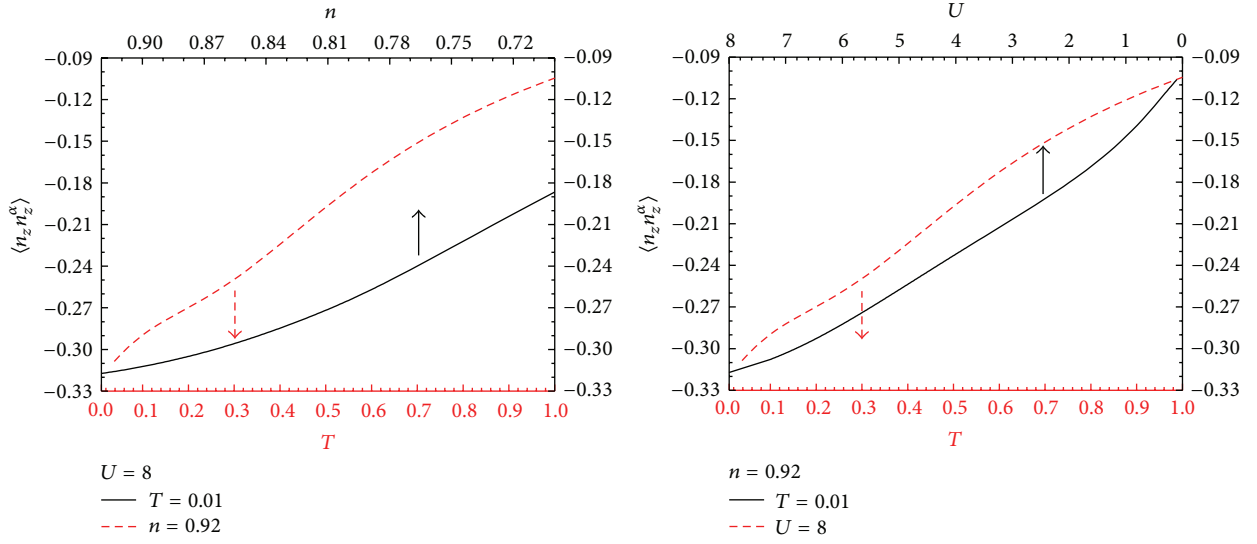 n
0.90 0.86 0.84 0.81 0.77 0.75 0.72
−0.09 −0.09
−0.12 −0.12
−0.15 −0.15
−0.18 −0.18
−0.21 −0.21
−0.24 −0.24
−0.27 −0.27
−0.30 −0.30
−0.33 −0.33
⟨n_z n_z^α⟩
0.0 0.1 0.2 0.3 0.4 0.5 0.6 0.7 0.8 0.9 1.0
T
U = 8
T = 0.01
n = 0.92
U
8 7 6 5 4 3 2 1 0
−0.09 −0.09
−0.12 −0.12
−0.15 −0.15
−0.18 −0.18
−0.21 −0.21
−0.24 −0.24
−0.27 −0.27
−0.30 −0.30
−0.33 −0.33
⟨n_z n_z^α⟩
0.0 0.1 0.2 0.3 0.4 0.5 0.6 0.7 0.8 0.9 1.0
T
n = 0.92
T = 0.01
U = 8